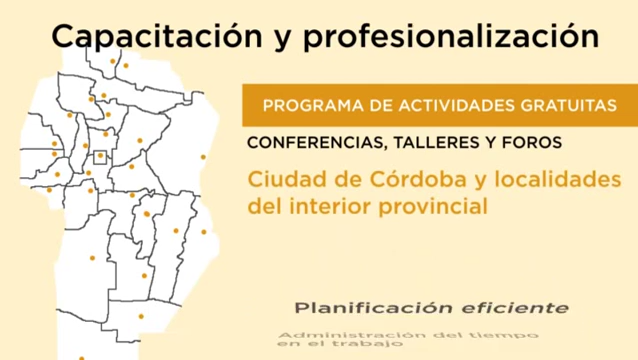 Capacitación y profesionalización
PROGRAMA DE ACTIVIDADES GRATUITAS
CONFERENCIAS, TALLERES Y FOROS
Ciudad de Córdoba y localidades
del interior provincial
Planificación eficiente
Administración del tiempo
en el trabajo